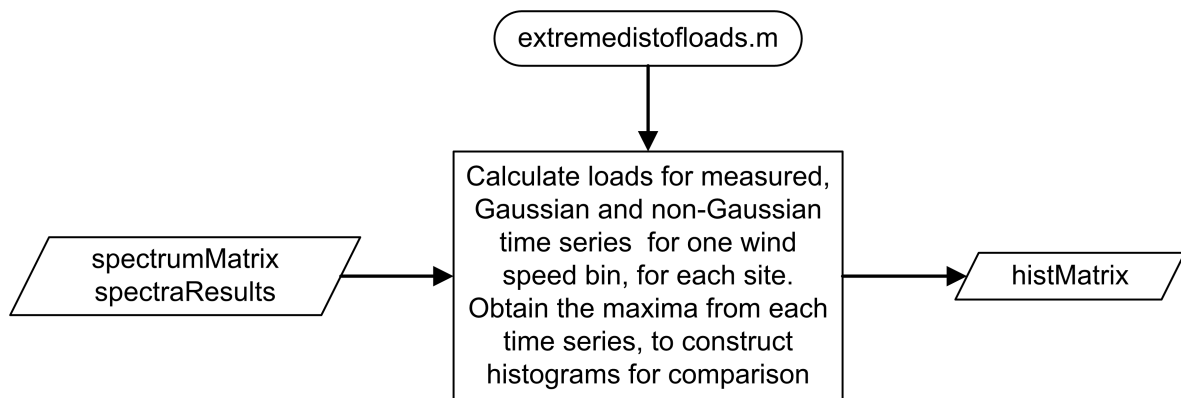 extremedistofloads.m
Calculate loads for measured,
Gaussian and non-Gaussian
time series for one wind
speed bin, for each site.
Obtain the maxima from each
time series, to construct
histograms for comparison
spectrumMatrix
spectraResults
histMatrix